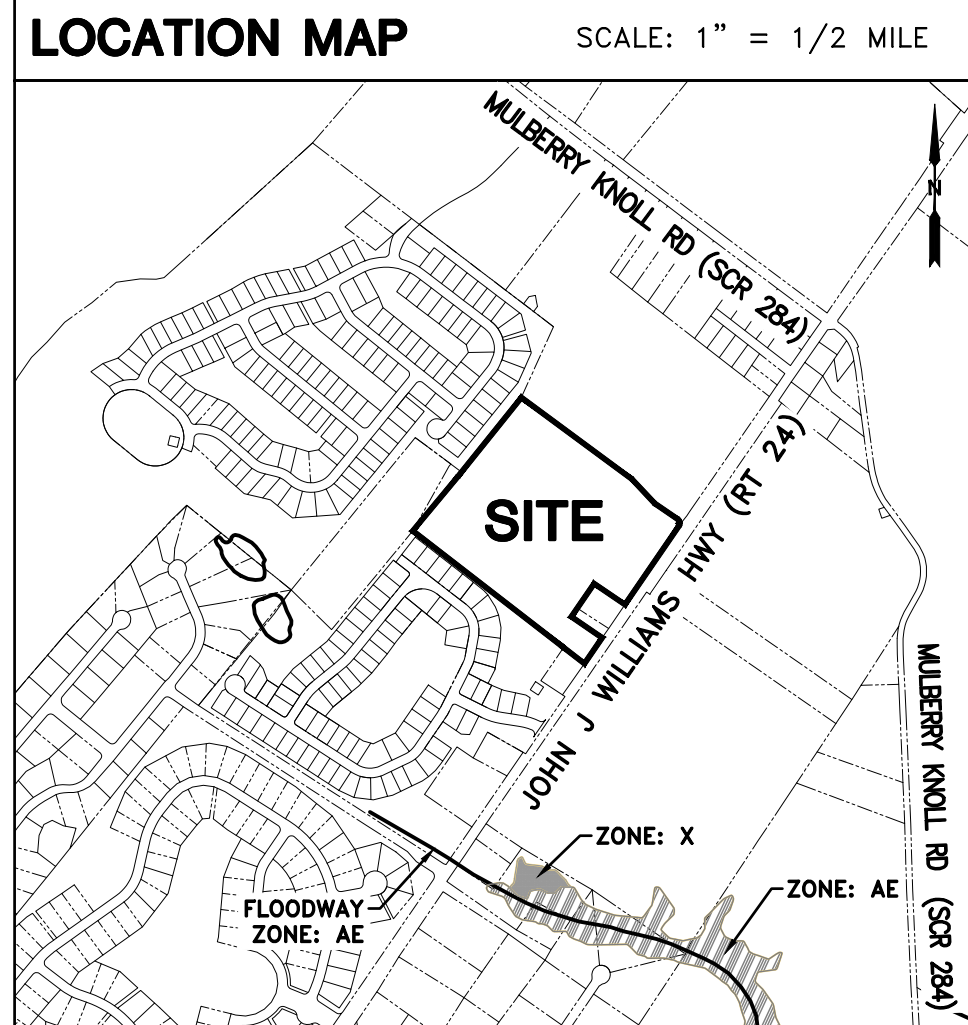 LOCATION MAP
SCALE: 1" = 1/2 MILE
MULBERRY KNOLL RD (SCR 284)
N
SITE
JOHN J WILLIAMS HWY (RT 24)
MULBERRY KNOLL RD (SCR 284)
ZONE: X
ZONE: AE
FLOODWAY
ZONE: AE